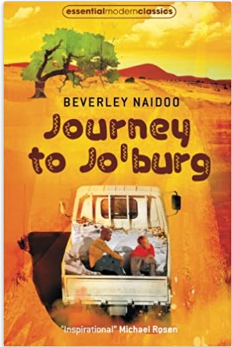 essentialmodernclassics
BEVERLEY NAIDOO
Journey
to Jo'burg
"Inspirational" Michael Rosen